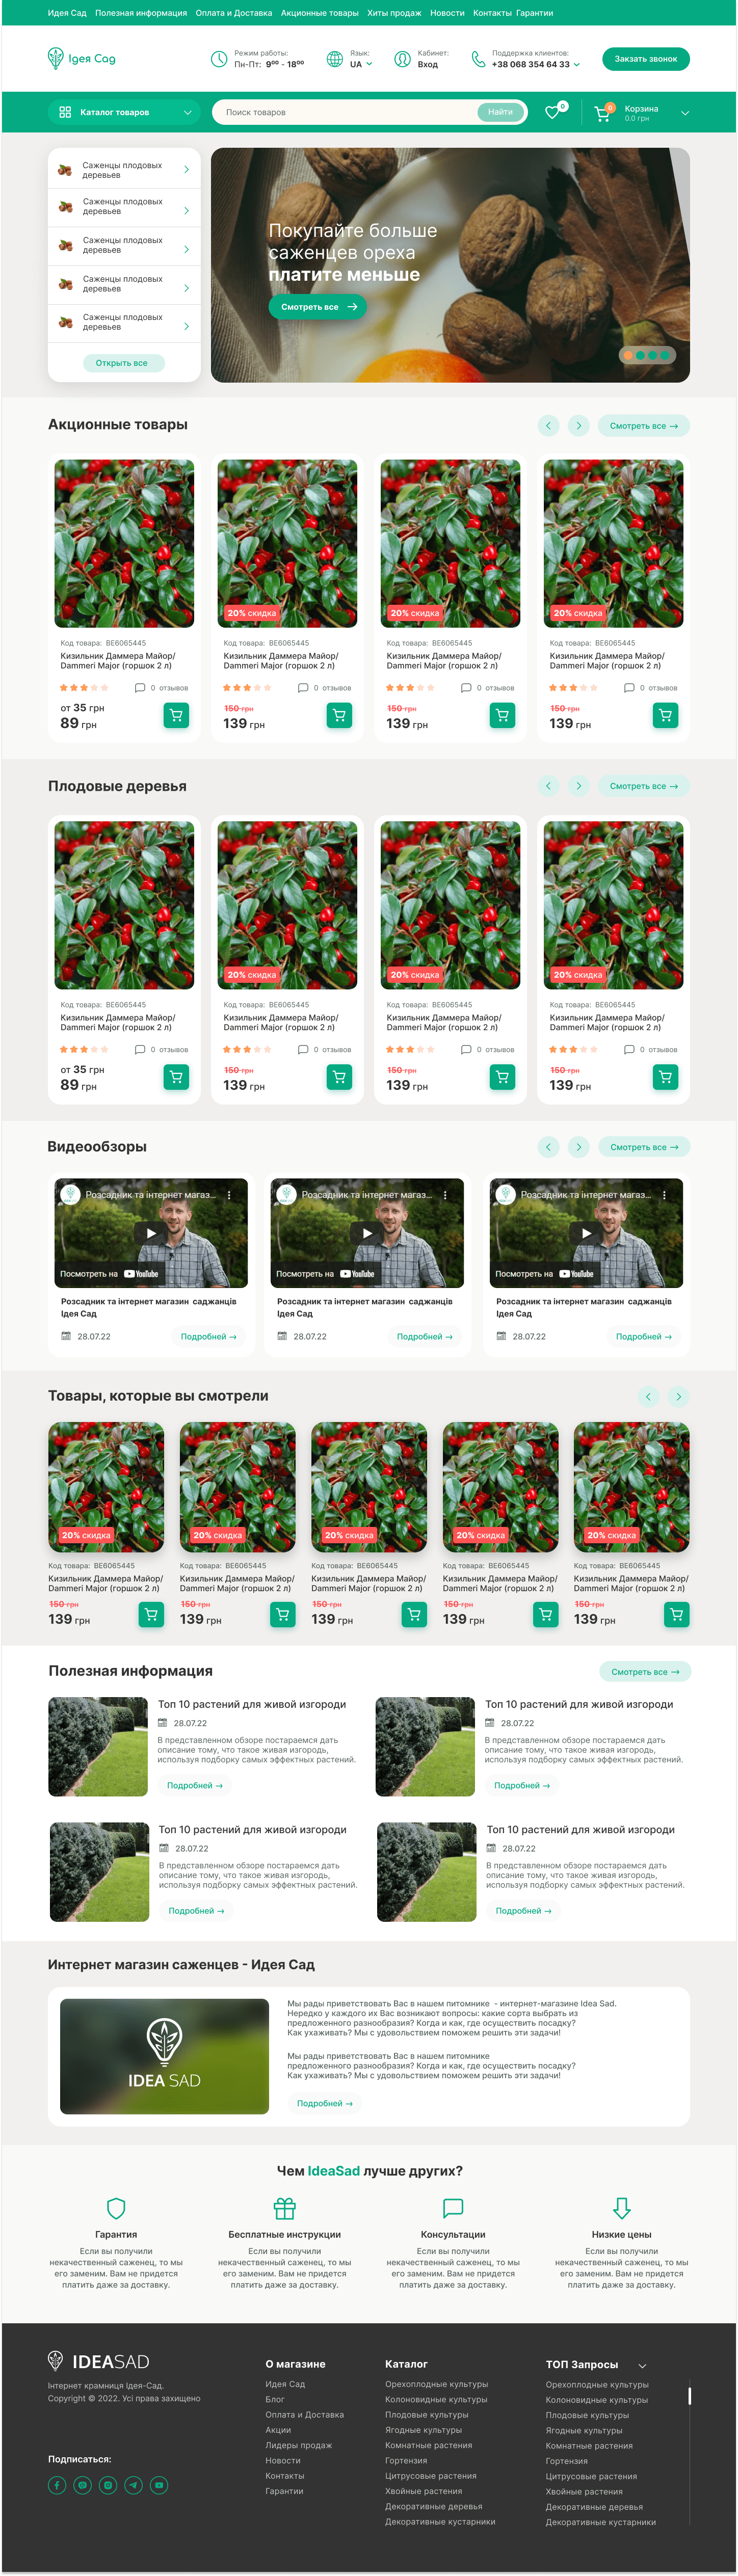 Идея Сад Полезная информация Оплата и Доставка Акционные товары Хиты продаж Новости Контакты Гарантии
Ідея Сад
Режим работы:
Пн-Пт: 9⁰⁰ - 18⁰⁰
Язык:
UA
Кабинет:
Вход
Поддержка клиентов:
+38 068 354 64 33
Заказать звонок
Каталог товаров
Поиск товаров
Найти
0
0
Корзина
0.0 грн
Саженцы плодовых
деревьев
Саженцы плодовых
деревьев
Саженцы плодовых
деревьев
Саженцы плодовых
деревьев
Саженцы плодовых
деревьев
Открыть все
Покупайте больше
саженцев ореха
платите меньше
Смотреть все →
Акционные товары
Смотреть все →
20% скидка 20% скидка 20% скидка
Код товара: BE6065445 Код товара: BE6065445 Код товара: BE6065445 Код товара: BE6065445
Кизильник Даммера Майор/ Кизильник Даммера Майор/ Кизильник Даммера Майор/ Кизильник Даммера Майор/
Dammeri Major (горшок 2 л) Dammeri Major (горшок 2 л) Dammeri Major (горшок 2 л) Dammeri Major (горшок 2 л)
0 отзывов 0 отзывов 0 отзывов 0 отзывов
от 35 грн 150 грн 150 грн 150 грн
89 грн 139 грн 139 грн 139 грн
Плодовые деревья
Смотреть все →
20% скидка 20% скидка 20% скидка
Код товара: BE6065445 Код товара: BE6065445 Код товара: BE6065445 Код товара: BE6065445
Кизильник Даммера Майор/ Кизильник Даммера Майор/ Кизильник Даммера Майор/ Кизильник Даммера Майор/
Dammeri Major (горшок 2 л) Dammeri Major (горшок 2 л) Dammeri Major (горшок 2 л) Dammeri Major (горшок 2 л)
0 отзывов 0 отзывов 0 отзывов 0 отзывов
от 35 грн 150 грн 150 грн 150 грн
89 грн 139 грн 139 грн 139 грн
Видеообзоры
Смотреть все →
Розсадник та інтернет магаз... Розсадник та інтернет магаз... Розсадник та інтернет магаз...
Посмотреть на YouTube Посмотреть на YouTube Посмотреть на YouTube
Розсадник та інтернет магазин саджанців Розсадник та інтернет магазин саджанців Розсадник та інтернет магазин саджанців
Ідея Сад Ідея Сад Ідея Сад
28.07.22 Подробней → 28.07.22 Подробней → 28.07.22 Подробней →
Товары, которые вы смотрели
20% скидка 20% скидка 20% скидка 20% скидка 20% скидка
Код товара: BE6065445 Код товара: BE6065445 Код товара: BE6065445 Код товара: BE6065445 Код товара: BE6065445
Кизильник Даммера Майор/ Кизильник Даммера Майор/ Кизильник Даммера Майор/ Кизильник Даммера Майор/ Кизильник Даммера Майор/
Dammeri Major (горшок 2 л) Dammeri Major (горшок 2 л) Dammeri Major (горшок 2 л) Dammeri Major (горшок 2 л) Dammeri Major (горшок 2 л)
150 грн 150 грн 150 грн 150 грн 150 грн
139 грн 139 грн 139 грн 139 грн 139 грн
Полезная информация
Смотреть все →
Топ 10 растений для живой изгороди
28.07.22
В представленном обзоре постараемся дать
описание тому, что такое живая изгородь,
используя подборку самых эффектных растений.
Подробней →
Топ 10 растений для живой изгороди
28.07.22
В представленном обзоре постараемся дать
описание тому, что такое живая изгородь,
используя подборку самых эффектных растений.
Подробней →
Топ 10 растений для живой изгороди
28.07.22
В представленном обзоре постараемся дать
описание тому, что такое живая изгородь,
используя подборку самых эффектных растений.
Подробней →
Топ 10 растений для живой изгороди
28.07.22
В представленном обзоре постараемся дать
описание тому, что такое живая изгородь,
используя подборку самых эффектных растений.
Подробней →
Интернет магазин саженцев - Идея Сад
IDEA SAD
Мы рады приветствовать Вас в нашем питомнике - интернет-магазине Idea Sad.
Нередко у каждого их Вас возникают вопросы: какие сорта выбрать из
предложенного разнообразия? Когда и как, где осуществить посадку?
Как ухаживать? Мы с удовольствием поможем решить эти задачи!
Мы рады приветствовать Вас в нашем питомнике
предложенного разнообразия? Когда и как, где осуществить посадку?
Как ухаживать? Мы с удовольствием поможем решить эти задачи!
Подробней →
Чем IdeaSad лучше других?
Гарантия
Если вы получили
некачественный саженец, то мы
его заменим. Вам не придется
платить даже за доставку.
Бесплатные инструкции
Если вы получили
некачественный саженец, то мы
его заменим. Вам не придется
платить даже за доставку.
Консультации
Если вы получили
некачественный саженец, то мы
его заменим. Вам не придется
платить даже за доставку.
Низкие цены
Если вы получили
некачественный саженец, то мы
его заменим. Вам не придется
платить даже за доставку.
IDEASAD
Інтернет крамниця Ідея-Сад.
Copyright © 2022. Усі права захищено
Подписаться:
О магазине
Идея Сад
Блог
Оплата и Доставка
Акции
Лидеры продаж
Новости
Контакты
Гарантии
Каталог
Орехоплодные культуры
Колоновидные культуры
Плодовые культуры
Ягодные культуры
Комнатные растения
Гортензия
Цитрусовые растения
Хвойные растения
Декоративные деревья
Декоративные кустарники
ТОП Запросы
Орехоплодные культуры
Колоновидные культуры
Плодовые культуры
Ягодные культуры
Комнатные растения
Гортензия
Цитрусовые растения
Хвойные растения
Декоративные деревья
Декоративные кустарники